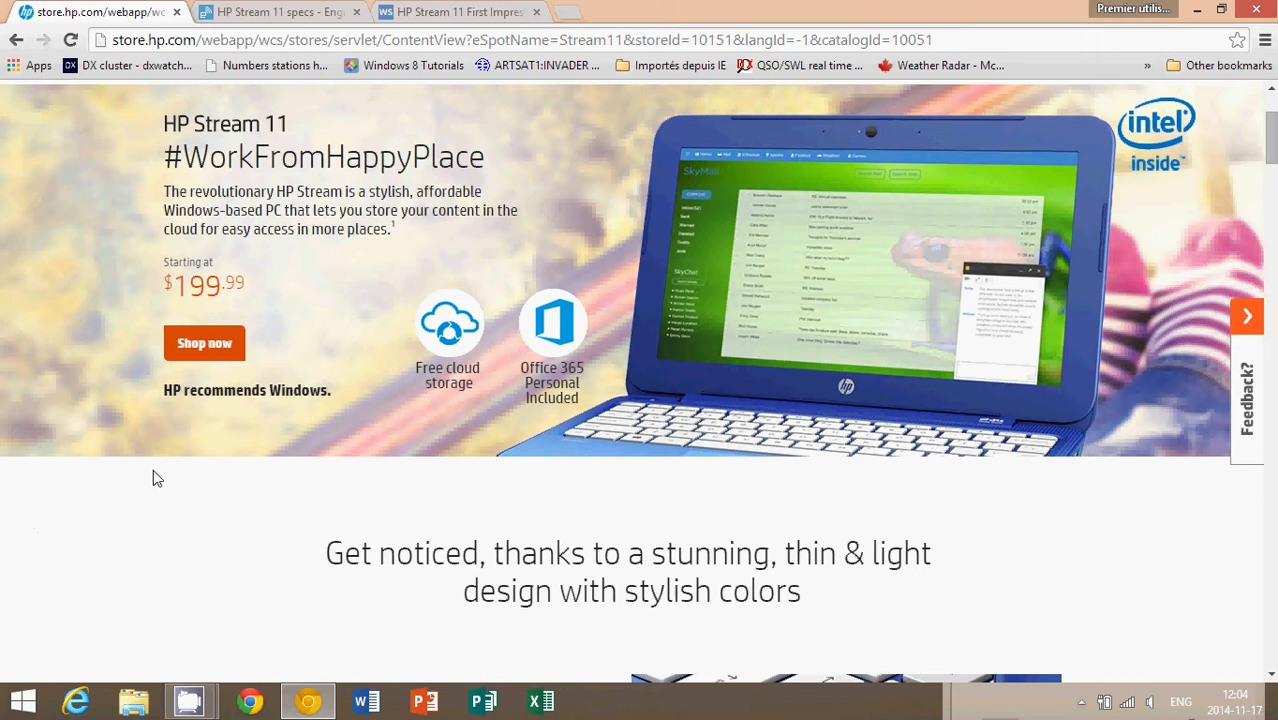 store.hp.com/webapp/wc
HP Stream 11 specs - Eng
HP Stream 11 First Impres
Premier utilis...
store.hp.com/webapp/wcs/stores/servlet/ContentView?eSpotName=Stream11&storeId=10151&langId=-1&catalogId=10051
Apps
DX cluster - dxwatch...
Numbers stations h...
Windows 8 Tutorials
ARTSAT1:INVADER ...
Importés depuis IE
QSO/SWL real time ...
Weather Radar - Mc...
»
Other bookmarks
HP Stream 11
#WorkFromHappyPlace
The revolutionary HP Stream is a stylish, affordable
Windows-based PC that lets you store your content in the
cloud for easy access in more places.1
Starting at
$199.99
Shop now
HP recommends Windows.
Free cloud
storage
Office 365
Personal
Included
SkyMail
SkyChat
hp
intel
inside™
Feedback?
Get noticed, thanks to a stunning, thin & light
design with stylish colors
ENG
12:04
2014-11-17